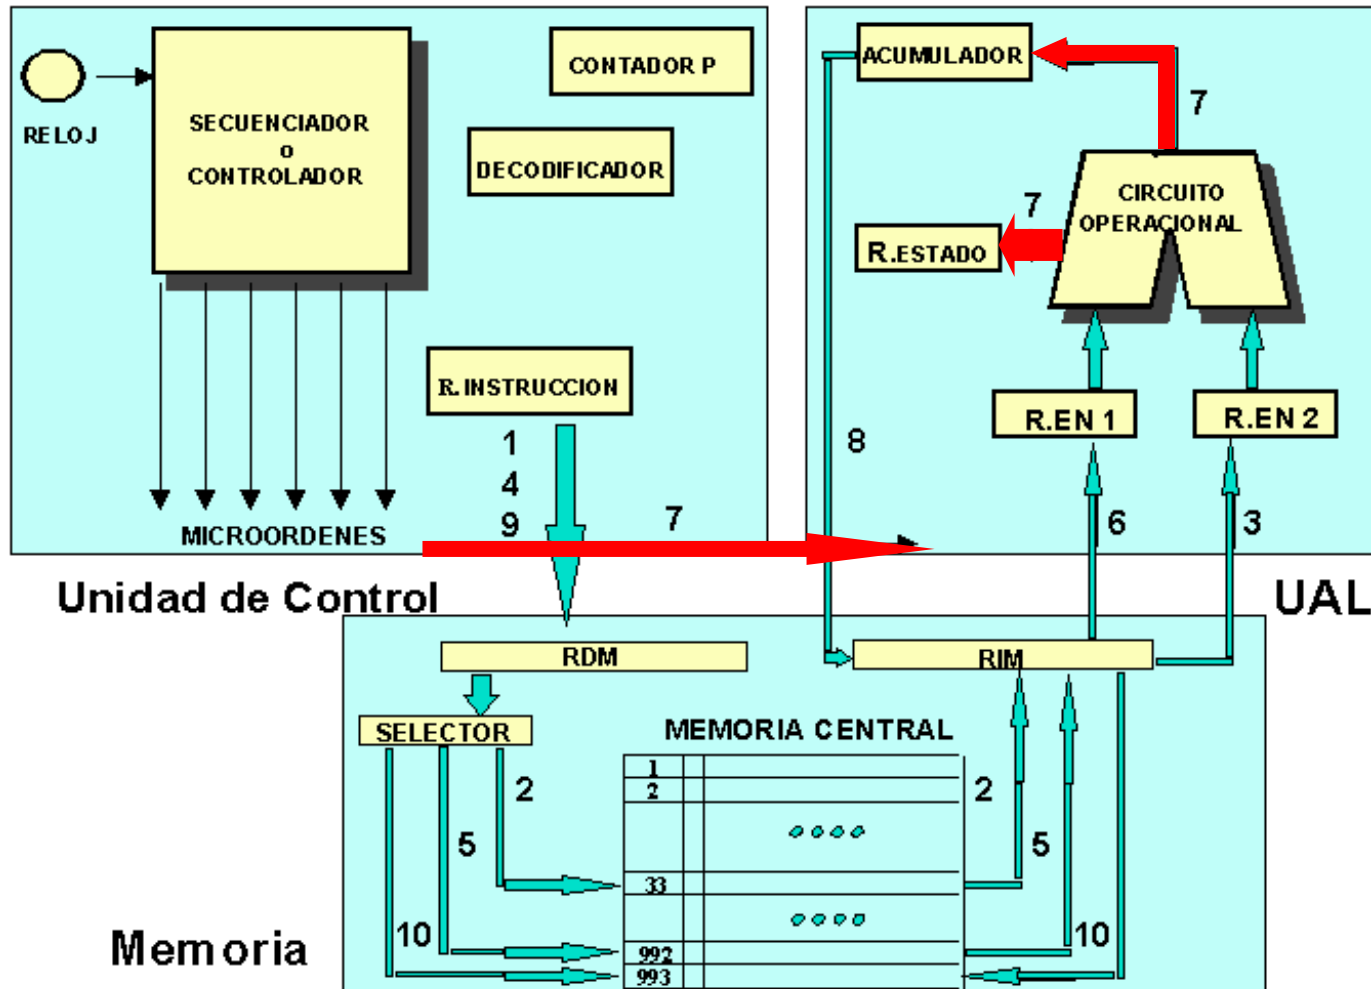 RELOJ
SECUENCIADOR
o
CONTROLADOR
CONTADOR P
DECODIFICADOR
R.INSTRUCCION
1
4
9
7
MICROORDENES
Unidad de Control
ACUMULADOR
7
CIRCUITO
OPERACIONAL
7
R.ESTADO
R.EN 1
R.EN 2
8
6
3
UAL
RDM
RIM
SELECTOR
MEMORIA CENTRAL
1
2
33
992
993
2
5
10
2
5
10
Memoria